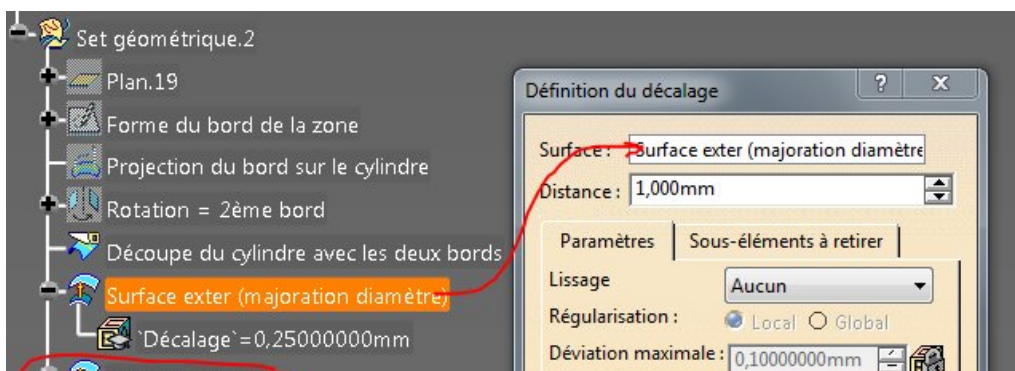 Set géométrique.2
Plan.19
Forme du bord de la zone
Projection du bord sur le cylindre
Rotation = 2ème bord
Découpe du cylindre avec les deux bords
Surface exter (majoration diamètre)
`Décalage`=0,25000000mm
Définition du décalage
?
X
Surface : Surface exter (majoration diamètre
Distance : 1,000mm
Paramètres
Sous-éléments à retirer
Lissage
Aucun
Régularisation :
Local
Global
Déviation maximale : 0,10000000mm